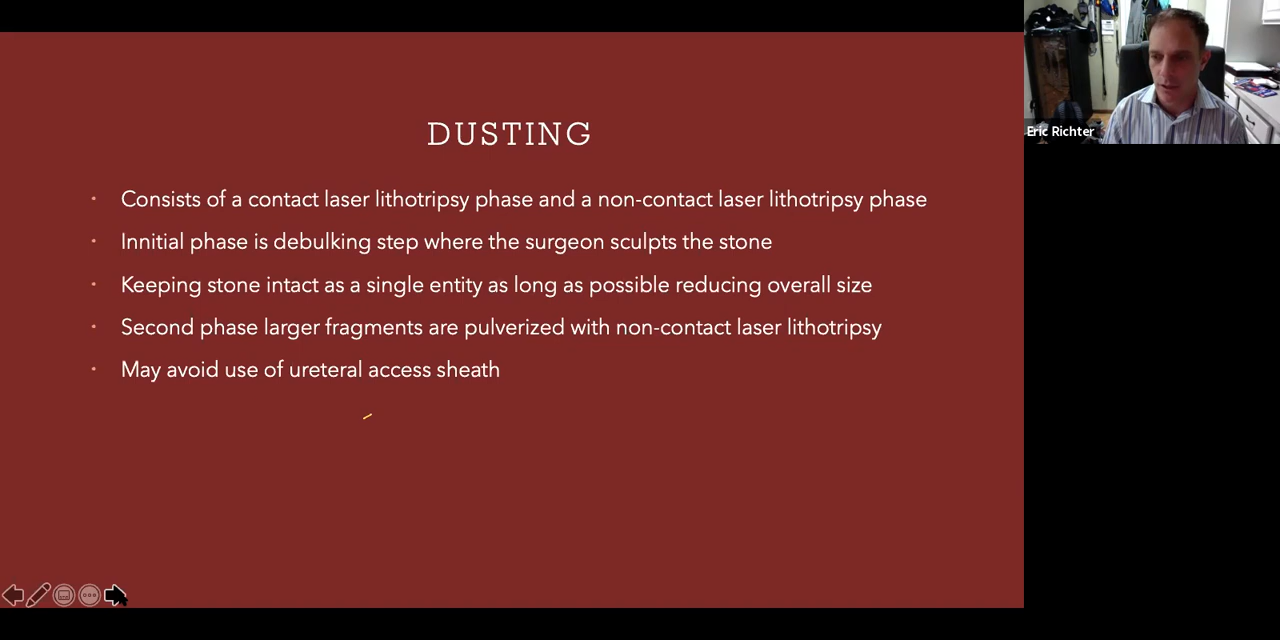 DUSTING
Consists of a contact laser lithotripsy phase and a non-contact laser lithotripsy phase
Innitial phase is debulking step where the surgeon sculpts the stone
Keeping stone intact as a single entity as long as possible reducing overall size
Second phase larger fragments are pulverized with non-contact laser lithotripsy
May avoid use of ureteral access sheath
Eric Richter